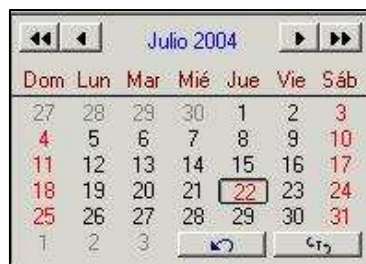 Julio 2004
Dom Lun Mar Mié Jue Vie Sáb
27 28 29 30 1 2 3
4 5 6 7 8 9 10
11 12 13 14 15 16 17
18 19 20 21 22 23 24
25 26 27 28 29 30 31
1 2 3